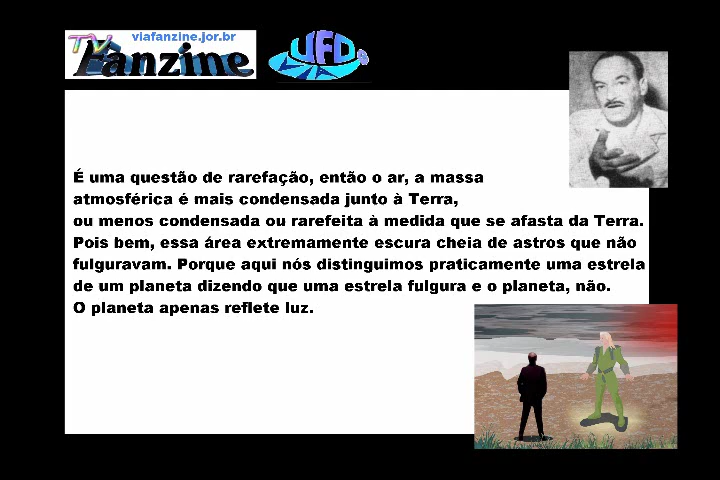 viafanzine.jor.br
TV Fanzine
UFOVIA
É uma questão de rarefação, então o ar, a massa
atmosférica é mais condensada junto à Terra,
ou menos condensada ou rarefeita à medida que se afasta da Terra.
Pois bem, essa área extremamente escura cheia de astros que não
fulguravam. Porque aqui nós distinguimos praticamente uma estrela
de um planeta dizendo que uma estrela fulgura e o planeta, não.
O planeta apenas reflete luz.